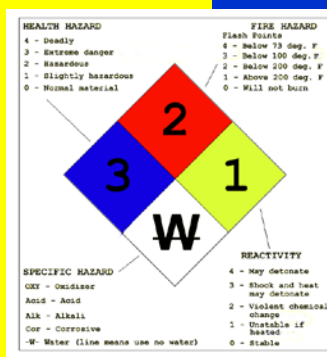 HEALTH HAZARD
4 - Deadly
3 - Extreme danger
2 - Hazardous
1 - Slightly hazardous
0 - Normal material
FIRE HAZARD
Flash Points
4 - Below 73 deg. F
3 - Below 100 deg. F
2 - Below 200 deg. F
1 - Above 200 deg. F
0 - Will not burn
2
3
1
W
SPECIFIC HAZARD
OXY - Oxidizer
Acid - Acid
Alk - Alkali
Cor - Corrosive
-W- Water (line means use no water)
REACTIVITY
4 - May detonate
3 - Shock and heat
may detonate
2 - Violent chemical
change
1 - Unstable if
heated
0 - Stable